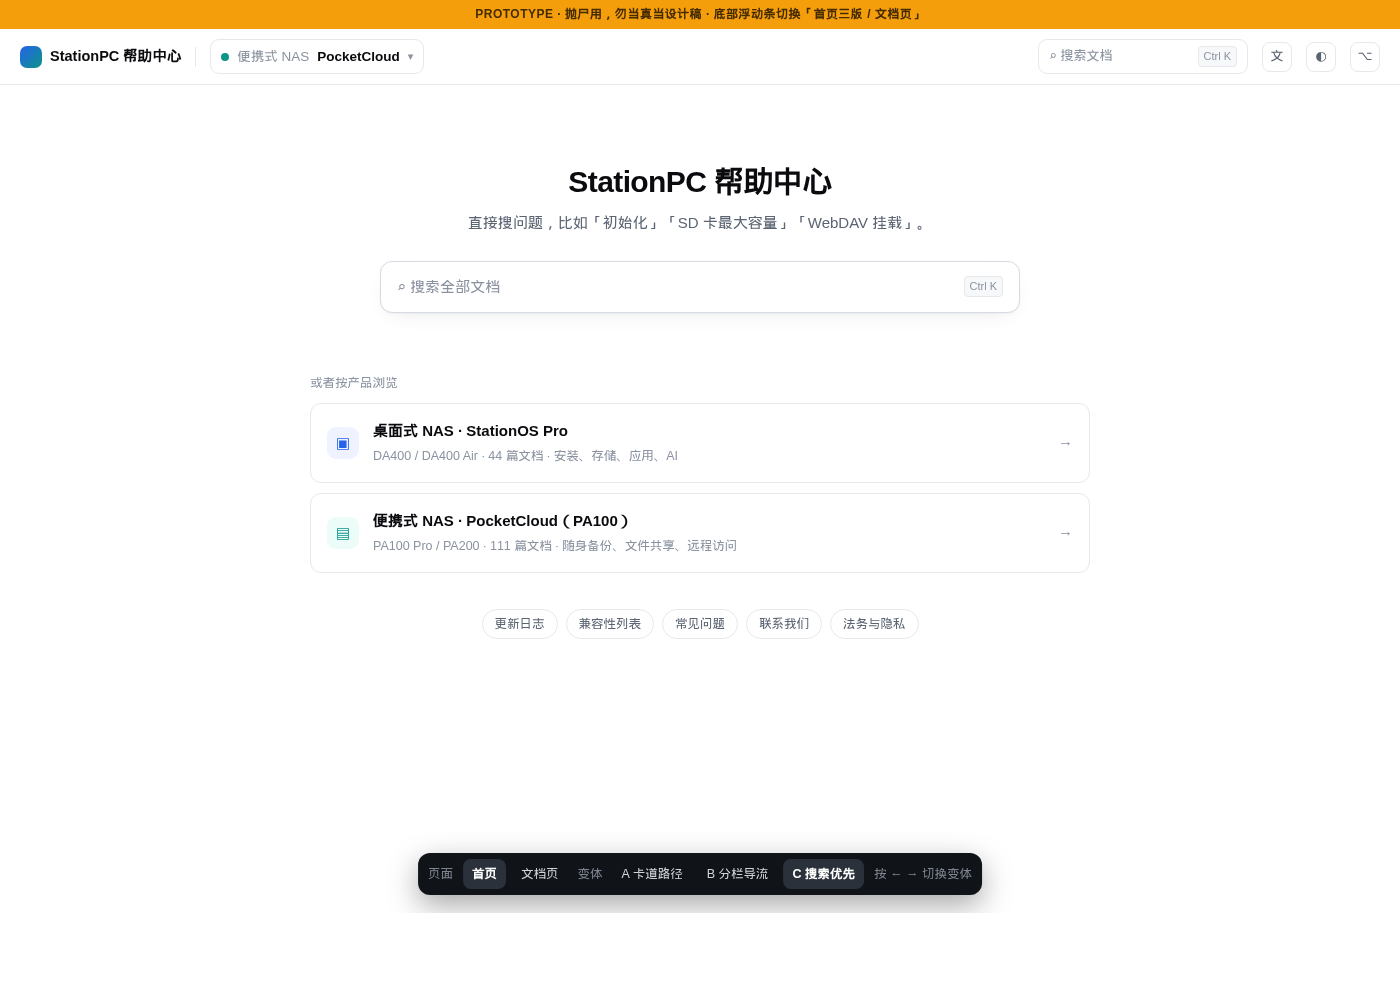 PROTOTYPE · 抛尸用，勿当真当设计稿 · 底部浮动条切换「首页三版 / 文档页」
StationPC 帮助中心
便携式 NAS PocketCloud ▾
⌕ 搜索文档 Ctrl K
文 ◐ ⌥
StationPC 帮助中心
直接搜问题，比如「初始化」「SD 卡最大容量」「WebDAV 挂载」。
⌕ 搜索全部文档 Ctrl K
或者按产品浏览
▣ 桌面式 NAS · StationOS Pro →
DA400 / DA400 Air · 44 篇文档 · 安装、存储、应用、AI
▤ 便携式 NAS · PocketCloud（PA100） →
PA100 Pro / PA200 · 111 篇文档 · 随身备份、文件共享、远程访问
更新日志 兼容性列表 常见问题 联系我们 法务与隐私
页面 首页 文档页 变体 A 卡道路径 B 分栏导流 C 搜索优先 按 ← → 切换变体